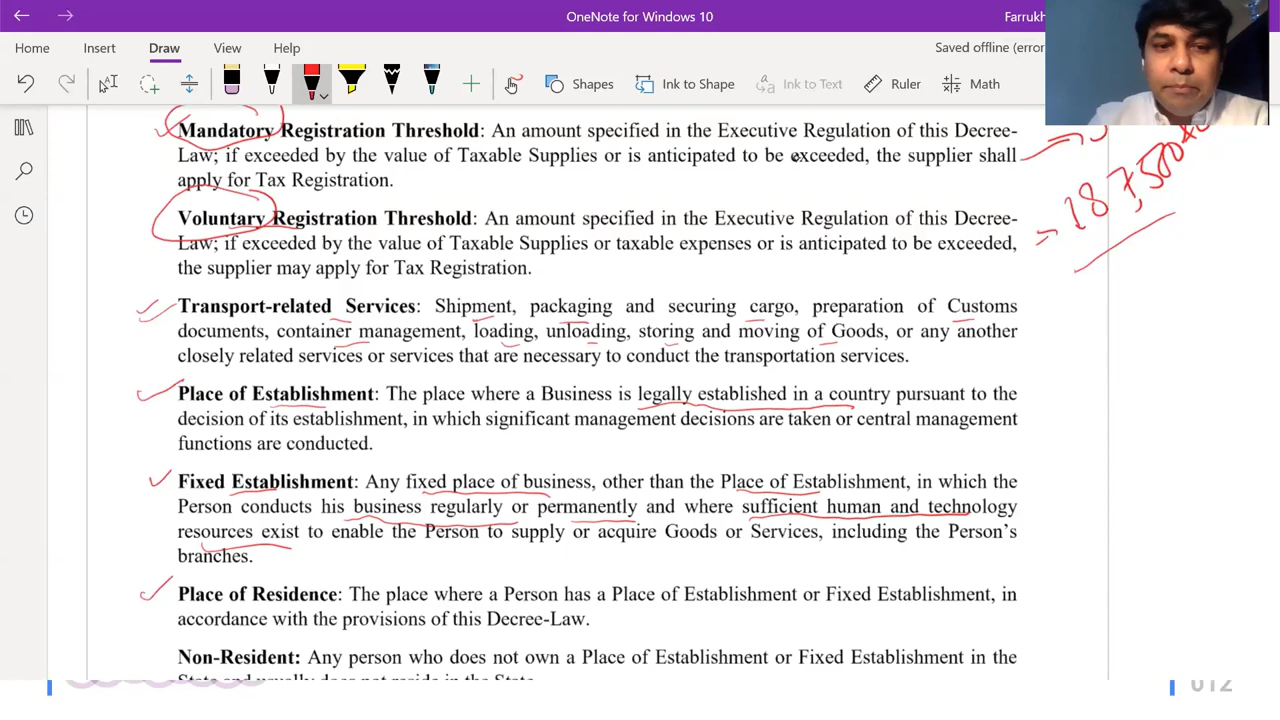 OneNote for Windows 10
Farrukh
Home Insert Draw View Help
Saved offline (error
Shapes Ink to Shape Ink to Text Ruler Math
Mandatory Registration Threshold: An amount specified in the Executive Regulation of this Decree-
Law; if exceeded by the value of Taxable Supplies or is anticipated to be exceeded, the supplier shall
apply for Tax Registration.
187,500
Voluntary Registration Threshold: An amount specified in the Executive Regulation of this Decree-
Law; if exceeded by the value of Taxable Supplies or taxable expenses or is anticipated to be exceeded,
the supplier may apply for Tax Registration.
Transport-related Services: Shipment, packaging and securing cargo, preparation of Customs
documents, container management, loading, unloading, storing and moving of Goods, or any another
closely related services or services that are necessary to conduct the transportation services.
Place of Establishment: The place where a Business is legally established in a country pursuant to the
decision of its establishment, in which significant management decisions are taken or central management
functions are conducted.
Fixed Establishment: Any fixed place of business, other than the Place of Establishment, in which the
Person conducts his business regularly or permanently and where sufficient human and technology
resources exist to enable the Person to supply or acquire Goods or Services, including the Person's
branches.
Place of Residence: The place where a Person has a Place of Establishment or Fixed Establishment, in
accordance with the provisions of this Decree-Law.
Non-Resident: Any person who does not own a Place of Establishment or Fixed Establishment in the
State and usually does not reside in the State.
012